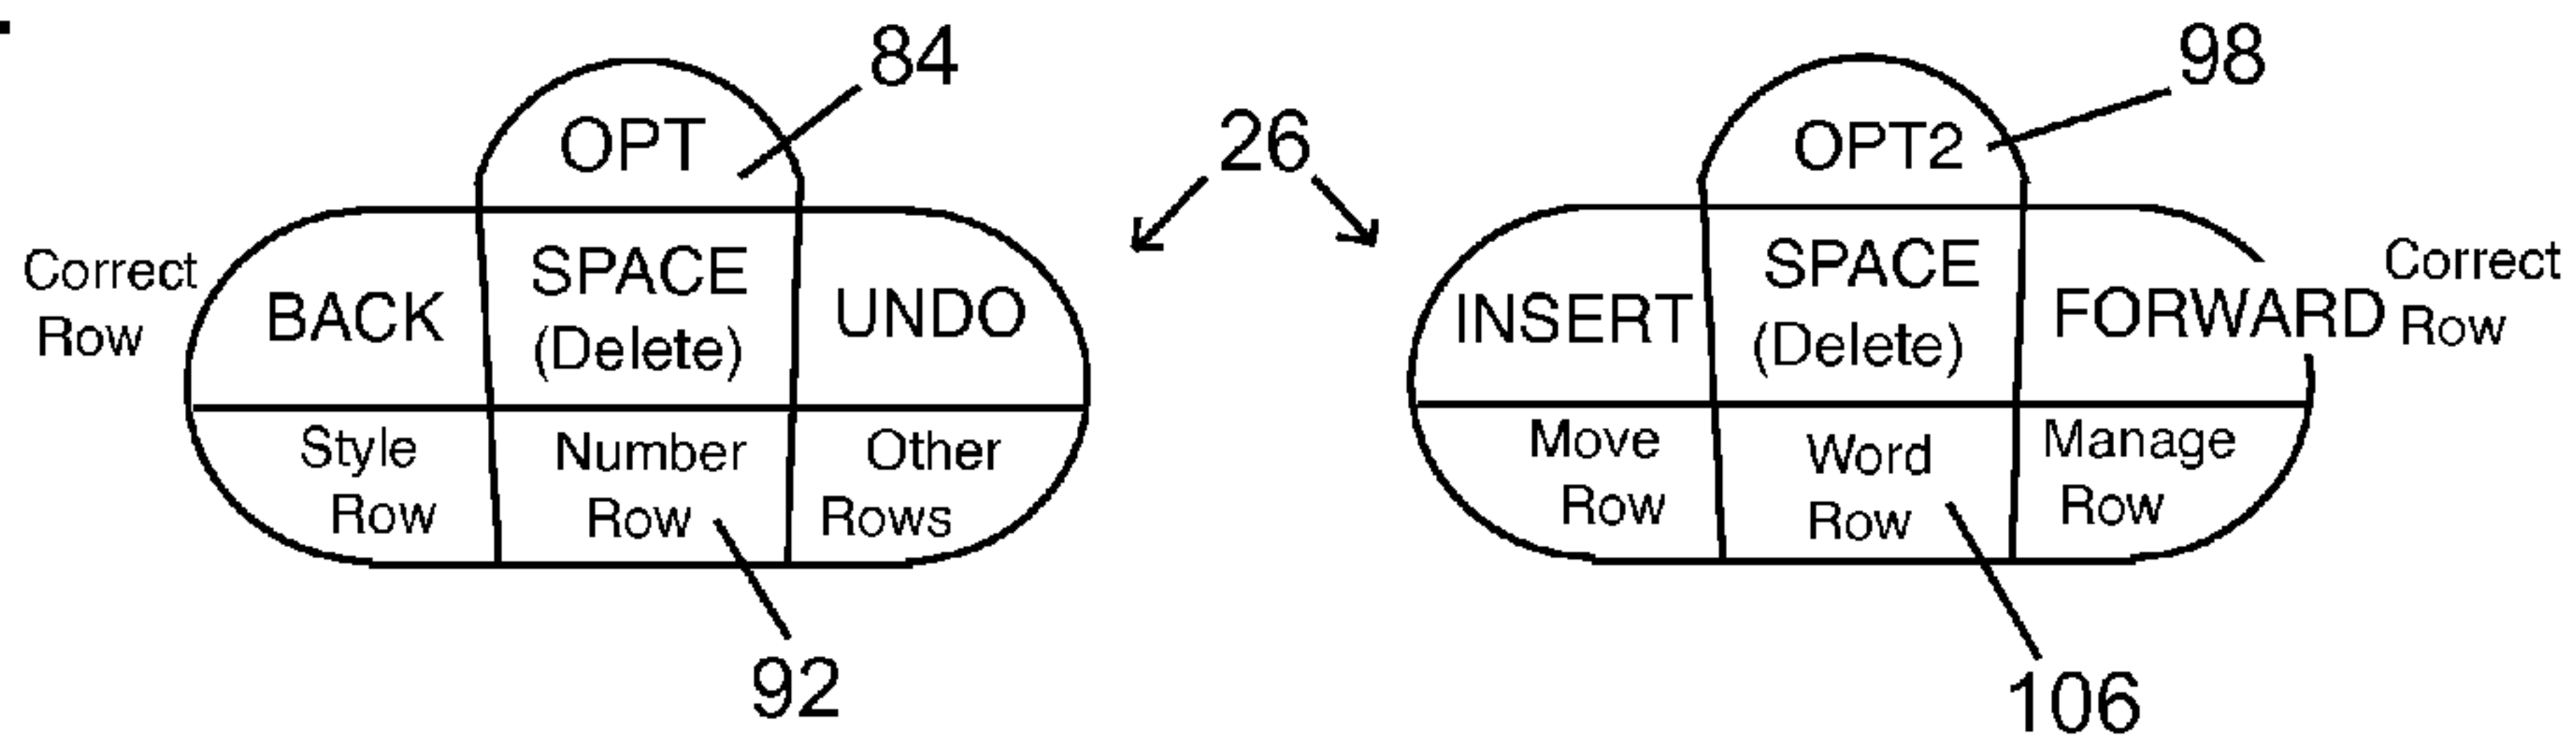 84
OPT
Correct
Row
BACK
SPACE
(Delete)
UNDO
Style
Row
Number
Row
Other
Rows
92
26
98
OPT2
INSERT
SPACE
(Delete)
FORWARD
Correct
Row
Move
Row
Word
Row
Manage
Row
106